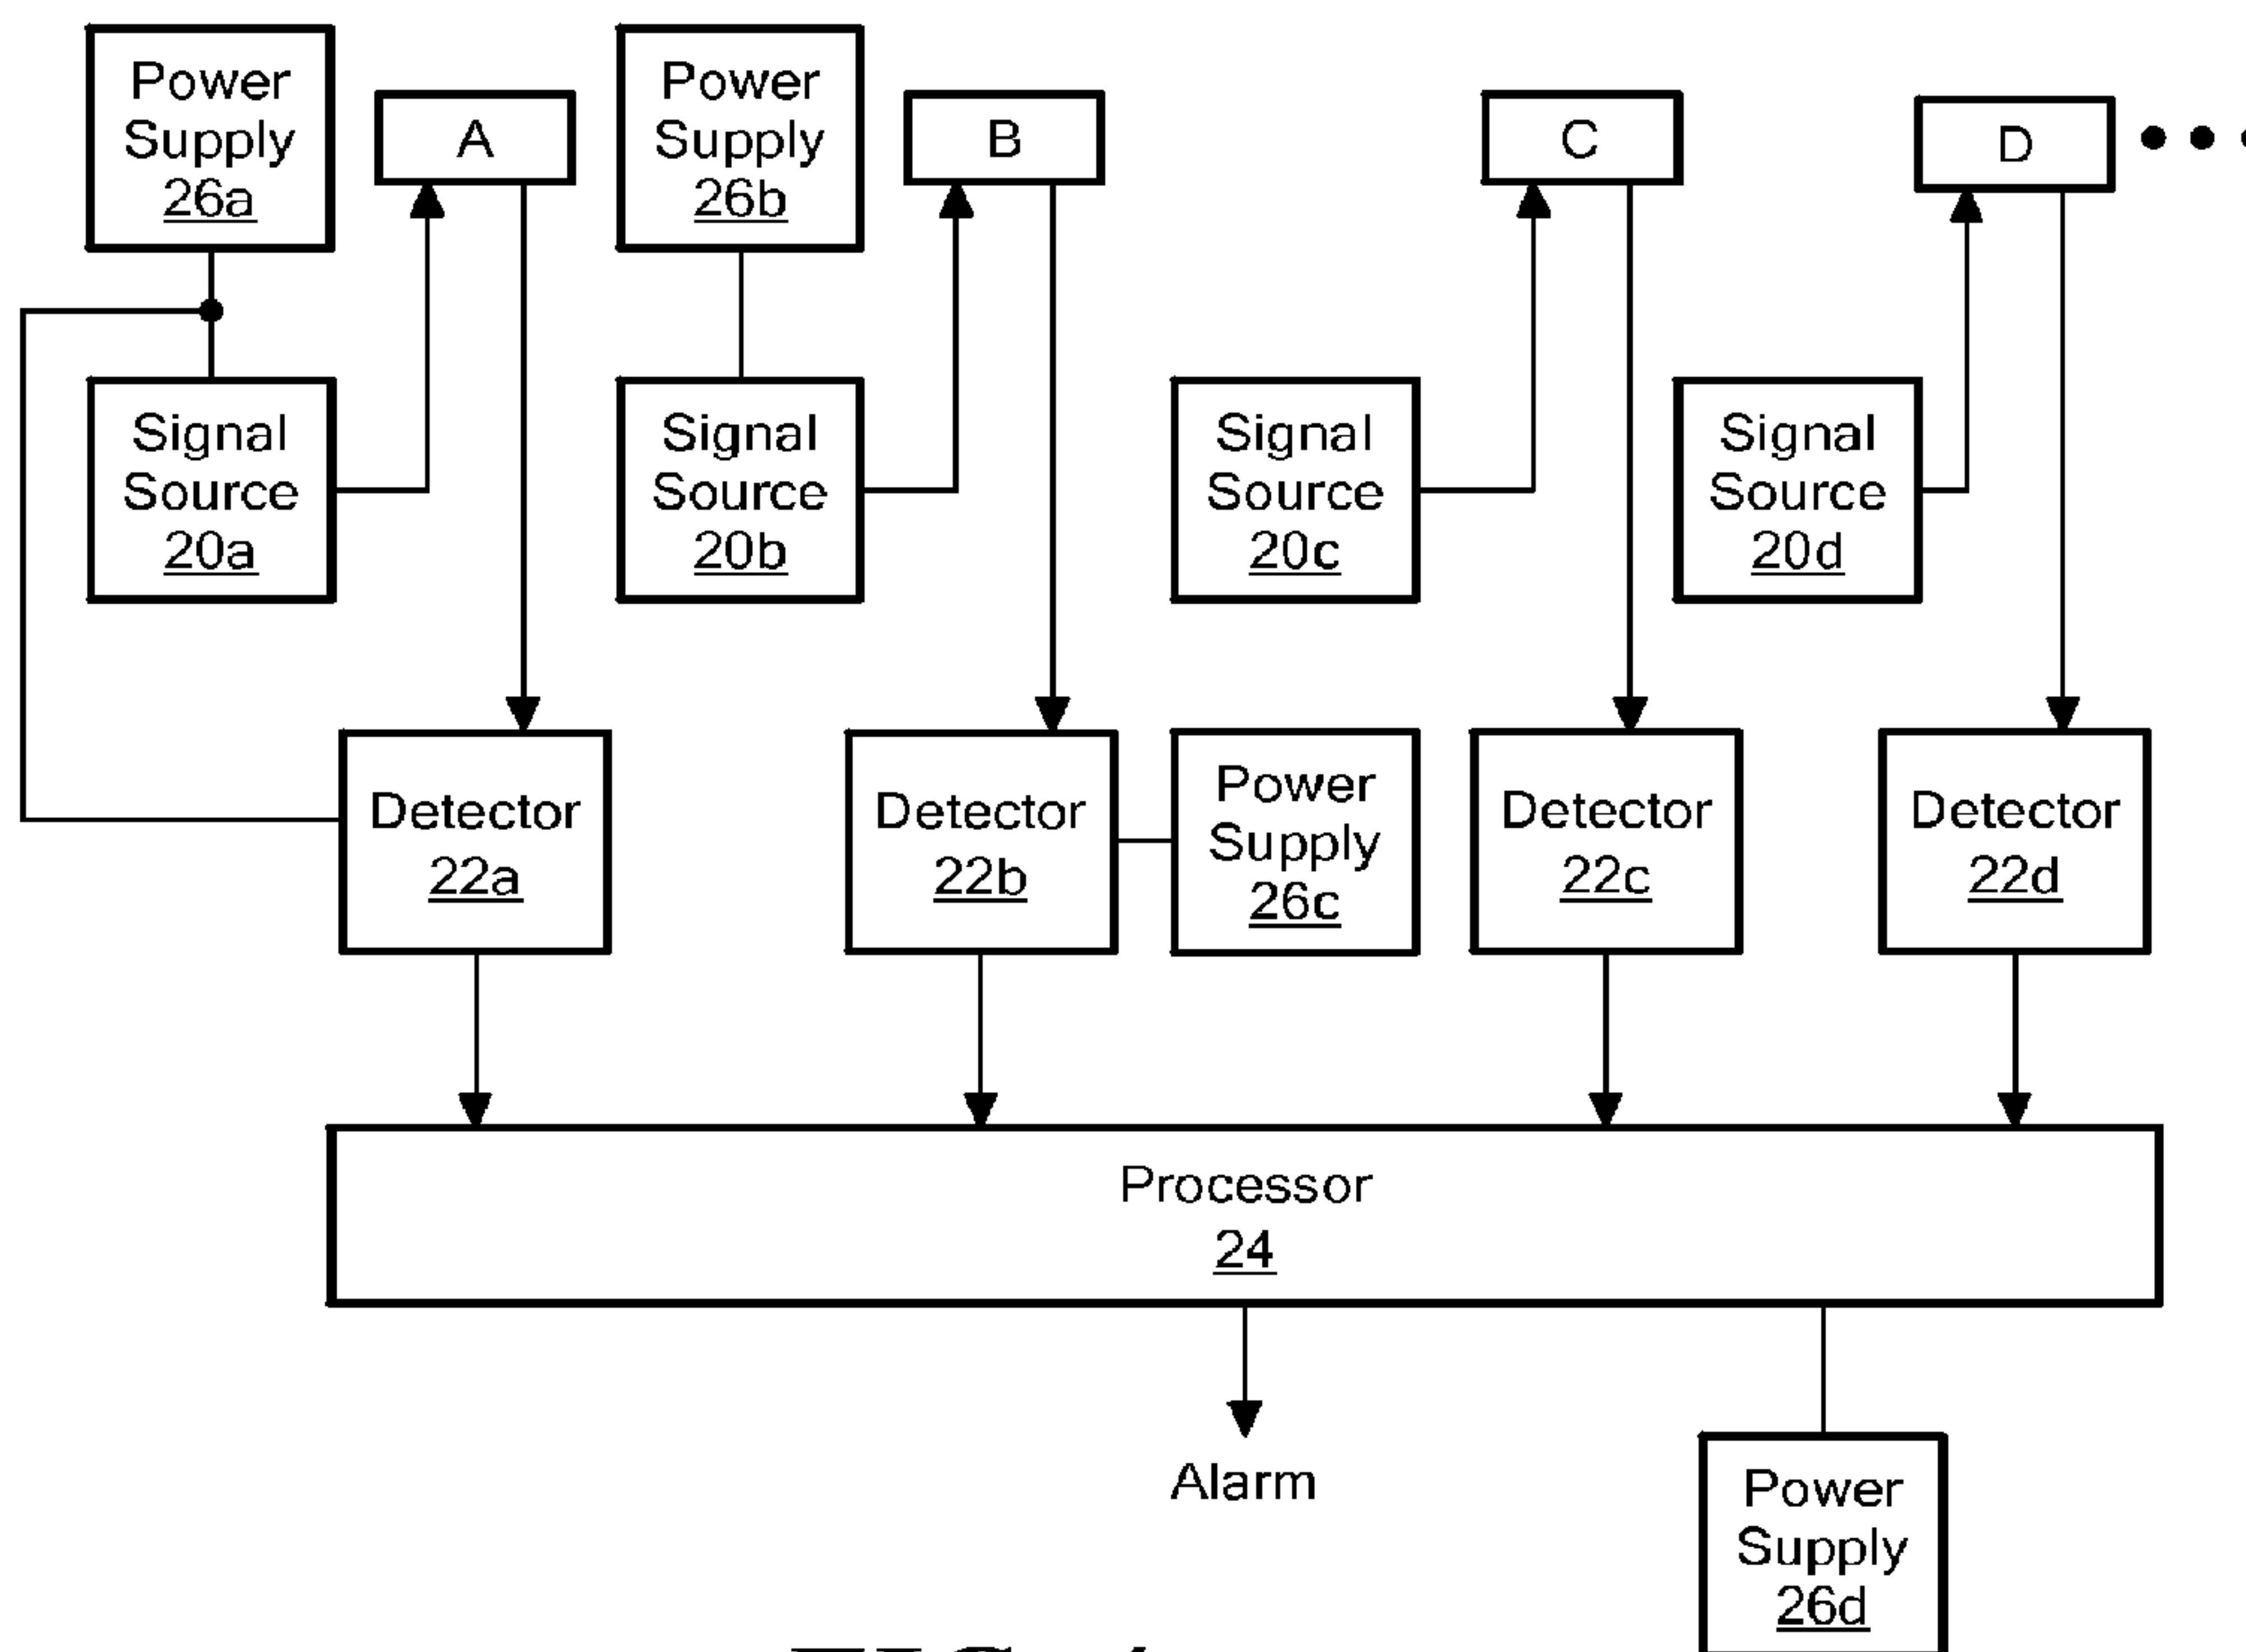 Power
Supply
26a
A
Power
Supply
26b
B
C
D
Signal
Source
20a
Signal
Source
20b
Signal
Source
20c
Signal
Source
20d
Detector
22a
Detector
22b
Power
Supply
26c
Detector
22c
Detector
22d
Processor
24
Alarm
Power
Supply
26d